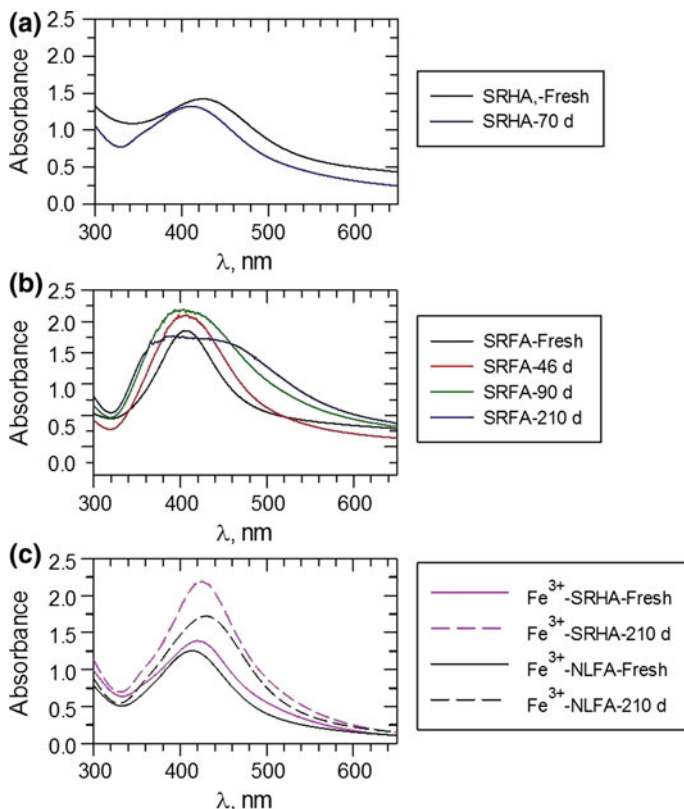 (a)
2.5
2.0
1.5
1.0
0.5
0.0
Absorbance
300 400 500 600
λ, nm
SRHA,-Fresh
SRHA-70 d
(b)
2.5
2.0
1.5
1.0
0.5
0.0
Absorbance
300 400 500 600
λ, nm
SRFA-Fresh
SRFA-46 d
SRFA-90 d
SRFA-210 d
(c)
2.5
2.0
1.5
1.0
0.5
0.0
Absorbance
300 400 500 600
λ, nm
Fe³⁺-SRHA-Fresh
Fe³⁺-SRHA-210 d
Fe³⁺-NLFA-Fresh
Fe³⁺-NLFA-210 d